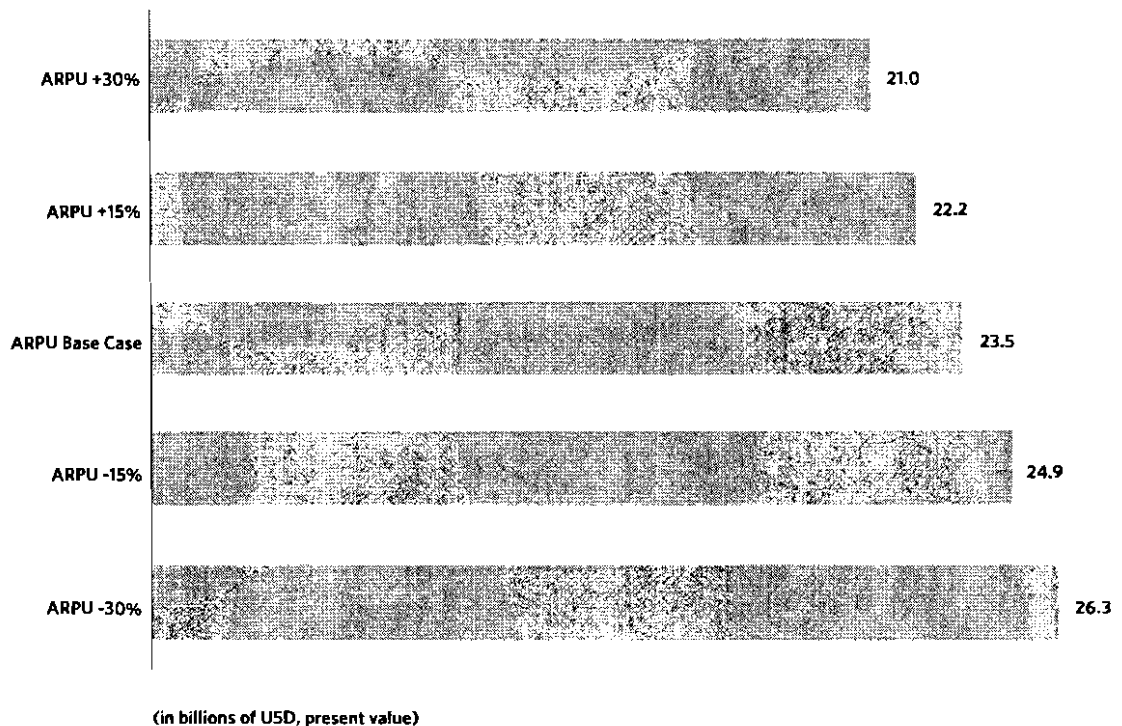 ARPU +30% 21.0
ARPU +15% 22.2
ARPU Base Case 23.5
ARPU -15% 24.9
ARPU -30% 26.3
(in billions of USD, present value)